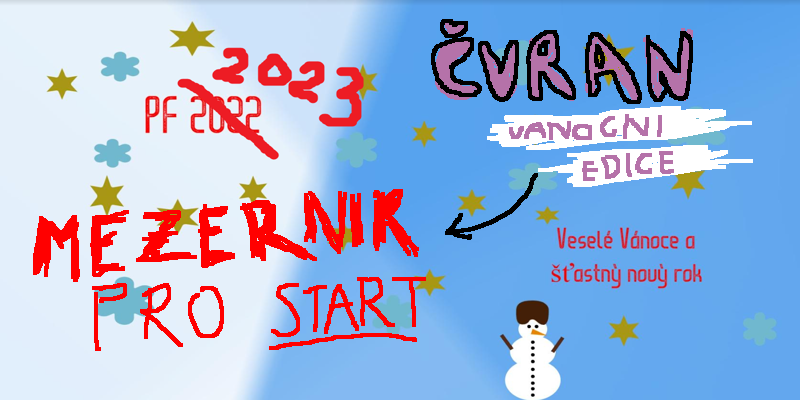 2023
PF 2022
ČVRAN
VANOCNI
EDICE
MEZERNIK
PRO START
Veselé Vánoce a
šťastný nový rok